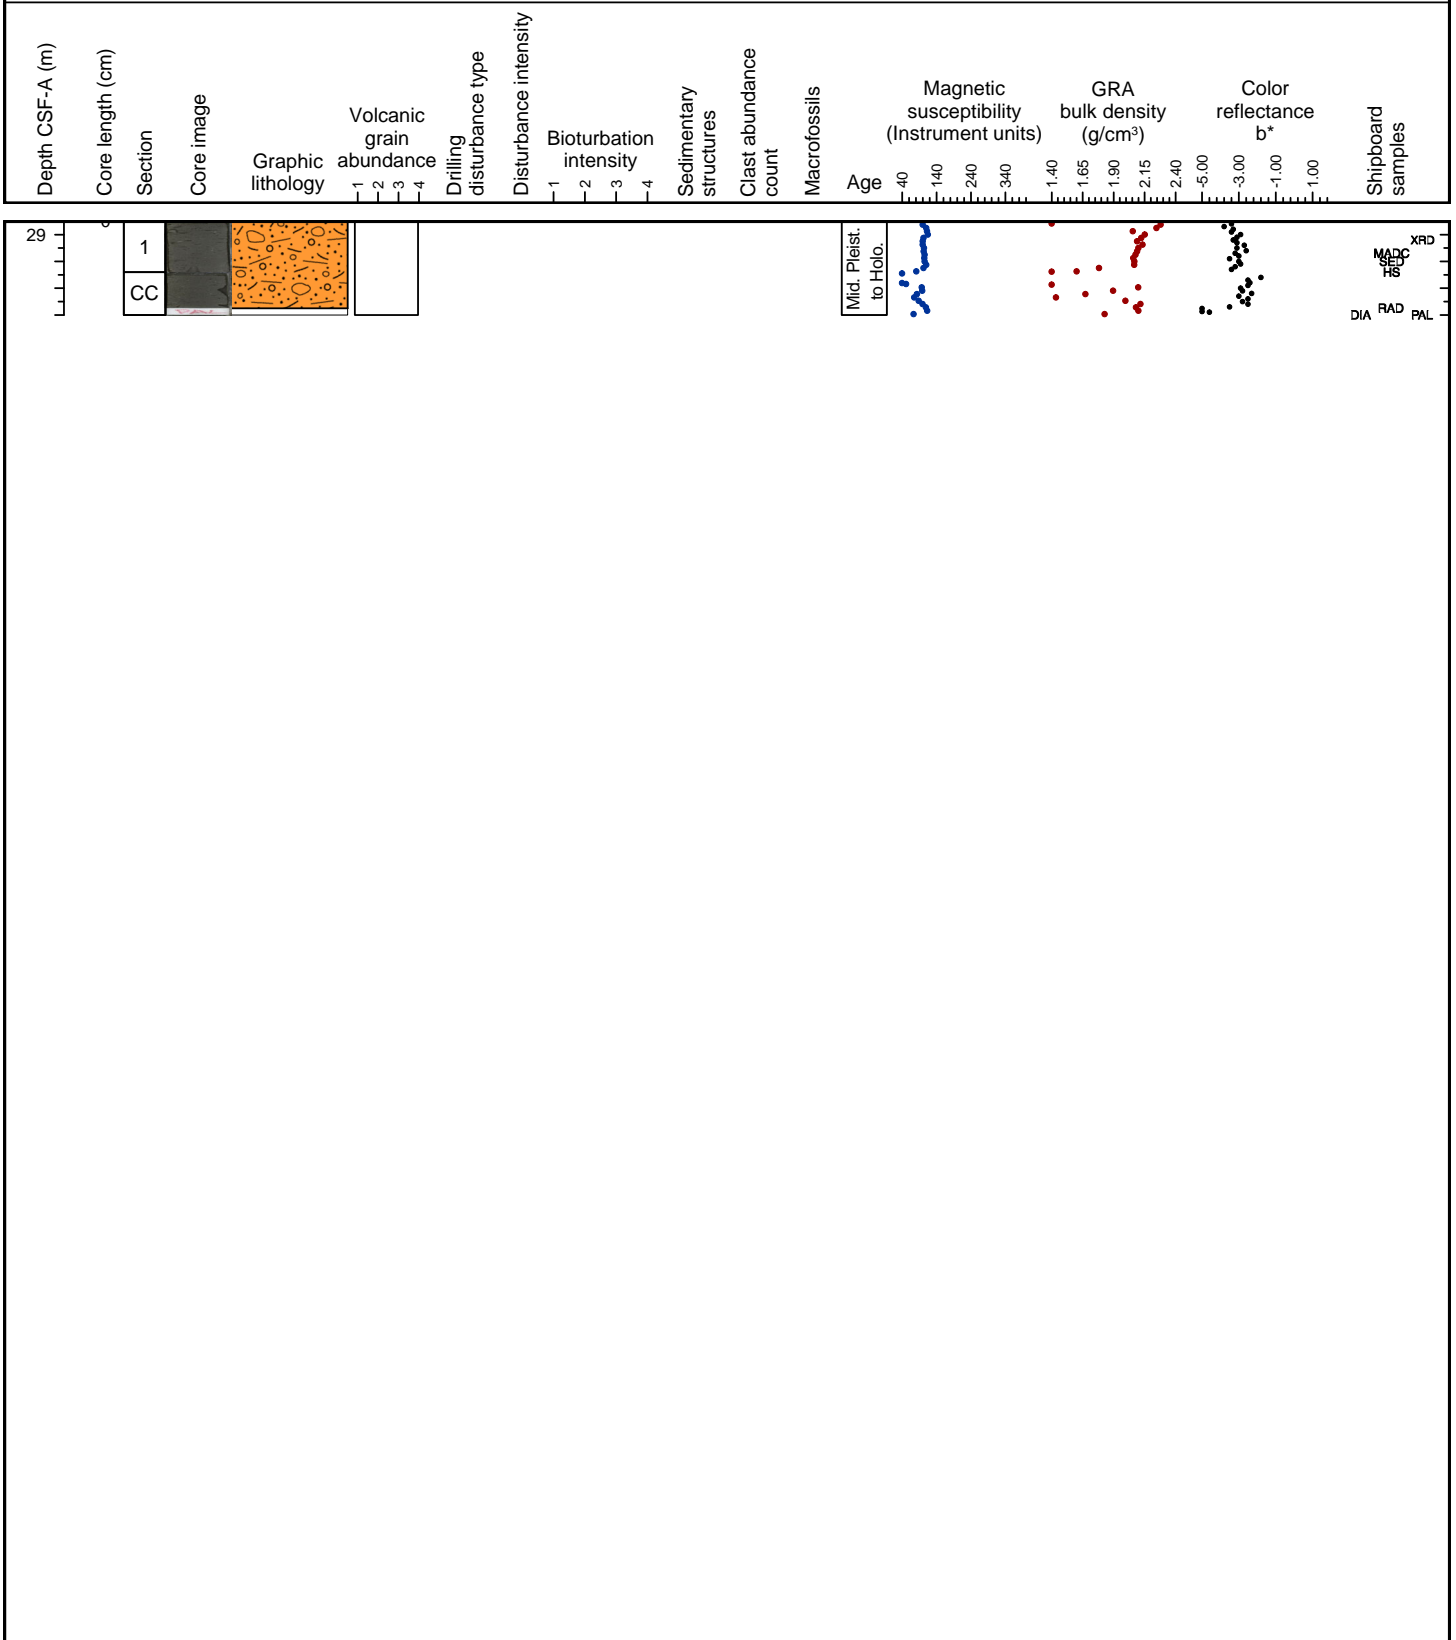 Depth CSF-A (m)
Core length (cm)
Section
Core image
Graphic
lithology
Volcanic
grain
abundance
1 2 3 4
Drilling
disturbance type
Disturbance intensity
Bioturbation
intensity
1 2 3 4
Sedimentary
structures
Clast abundance
count
Macrofossils
Age
Magnetic
susceptibility
(Instrument units)
40 140 240 340
GRA
bulk density
(g/cm³)
1.40 1.65 1.90 2.15 2.40
Color
reflectance
b*
-5.00 -3.00 -1.00 1.00
Shipboard
samples
29
1
CC
PAL
Mid. Pleist.
to Holo.
XRD
MADC
SED
HS
RAD
DIA
PAL